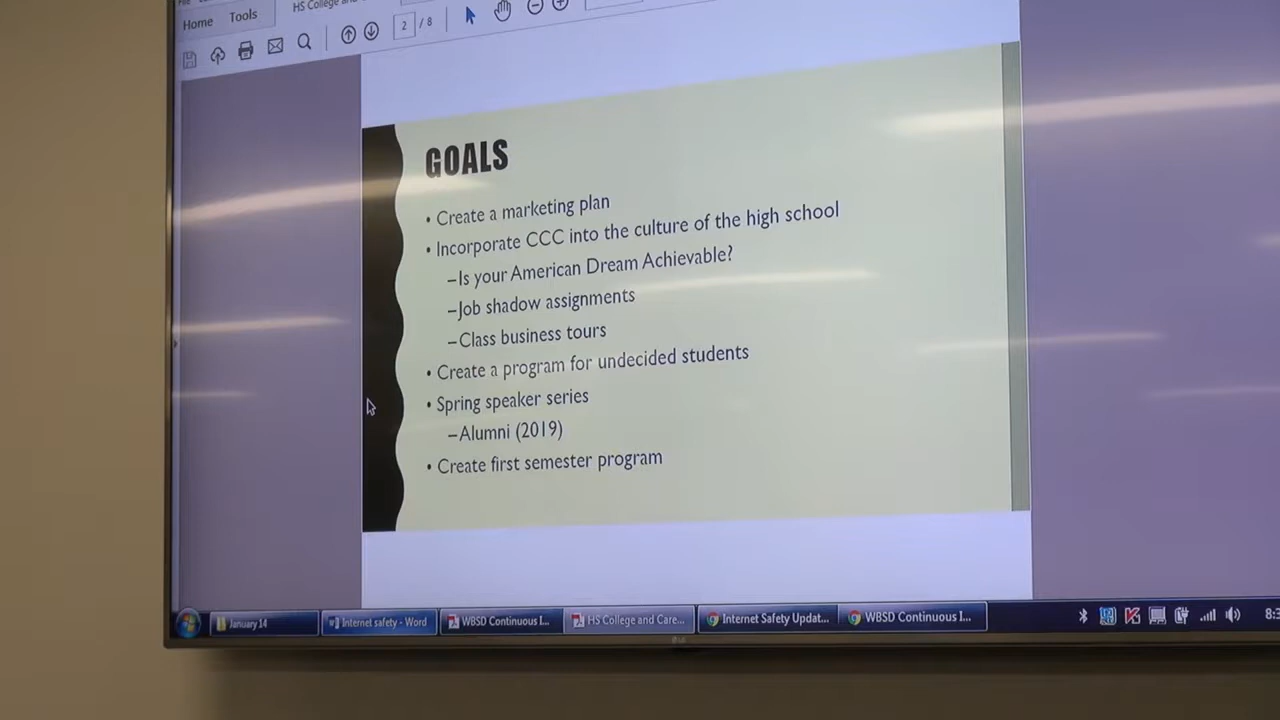 HS College and
Home Tools
2 / 8
GOALS
• Create a marketing plan
• Incorporate CCC into the culture of the high school
–Is your American Dream Achievable?
–Job shadow assignments
–Class business tours
• Create a program for undecided students
• Spring speaker series
–Alumni (2019)
• Create first semester program
January 14 Internet safety - Word WBSD Continuous I... HS College and Care... Internet Safety Updat... WBSD Continuous I...
LG